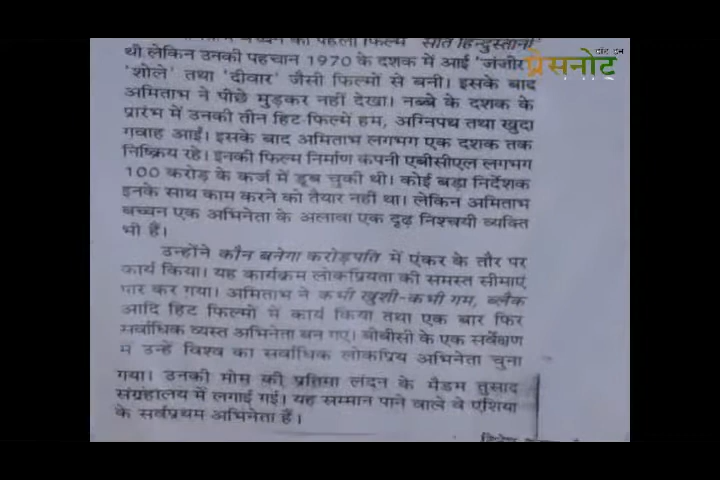 बच्चन की पहली फिल्म 'सात हिन्दुस्तानी'
थी लेकिन उनकी पहचान 1970 के दशक में आई 'जंजीर'
'शोले' तथा 'दीवार' जैसी फिल्मों से बनी। इसके बाद
अमिताभ ने पीछे मुड़कर नहीं देखा। नब्बे के दशक के
प्रारंभ में उनकी तीन हिट-फिल्में हम, अग्निपथ तथा खुदा
गवाह आईं। इसके बाद अमिताभ लगभग एक दशक तक
निष्क्रिय रहे। इनकी फिल्म निर्माण कंपनी एबीसीएल लगभग
100 करोड़ के कर्ज में डूब चुकी थी। कोई बड़ा निर्देशक
इनके साथ काम करने को तैयार नहीं था। लेकिन अमिताभ
बच्चन एक अभिनेता के अलावा एक दृढ़ निश्चयी व्यक्ति
भी हैं।
उन्होंने कौन बनेगा करोड़पति में एंकर के तौर पर
कार्य किया। यह कार्यक्रम लोकप्रियता की समस्त सीमाएं
पार कर गया। अमिताभ ने कभी खुशी-कभी गम, ब्लैक
आदि हिट फिल्मों में कार्य किया तथा एक बार फिर
सर्वाधिक व्यस्त अभिनेता बन गए। बीबीसी के एक सर्वेक्षण
में उन्हें विश्व का सर्वाधिक लोकप्रिय अभिनेता चुना
गया। उनकी मोम की प्रतिमा लंदन के मैडम तुसाद
संग्रहालय में लगाई गई। यह सम्मान पाने वाले वे एशिया
के सर्वप्रथम अभिनेता हैं।
प्रेसनोट